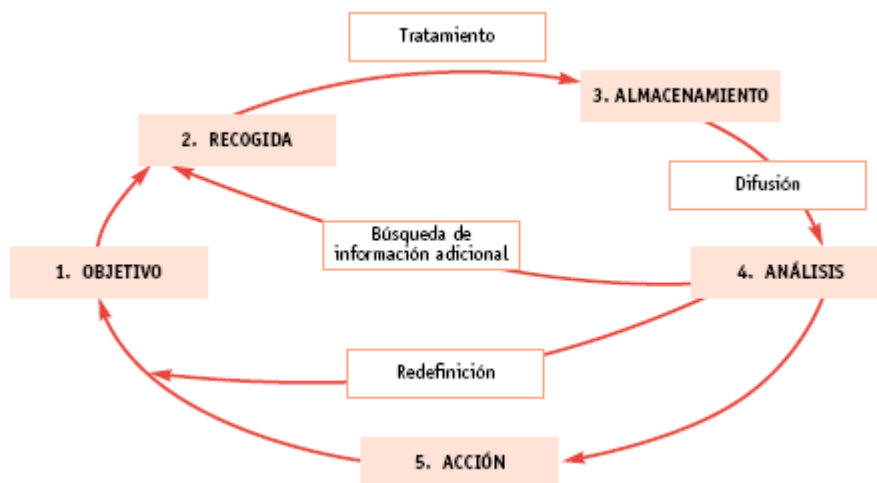 Tratamiento
3. ALMACENAMIENTO
2. RECOGIDA
Difusión
Búsqueda de
información adicional
1. OBJETIVO
4. ANÁLISIS
Redefinición
5. ACCIÓN